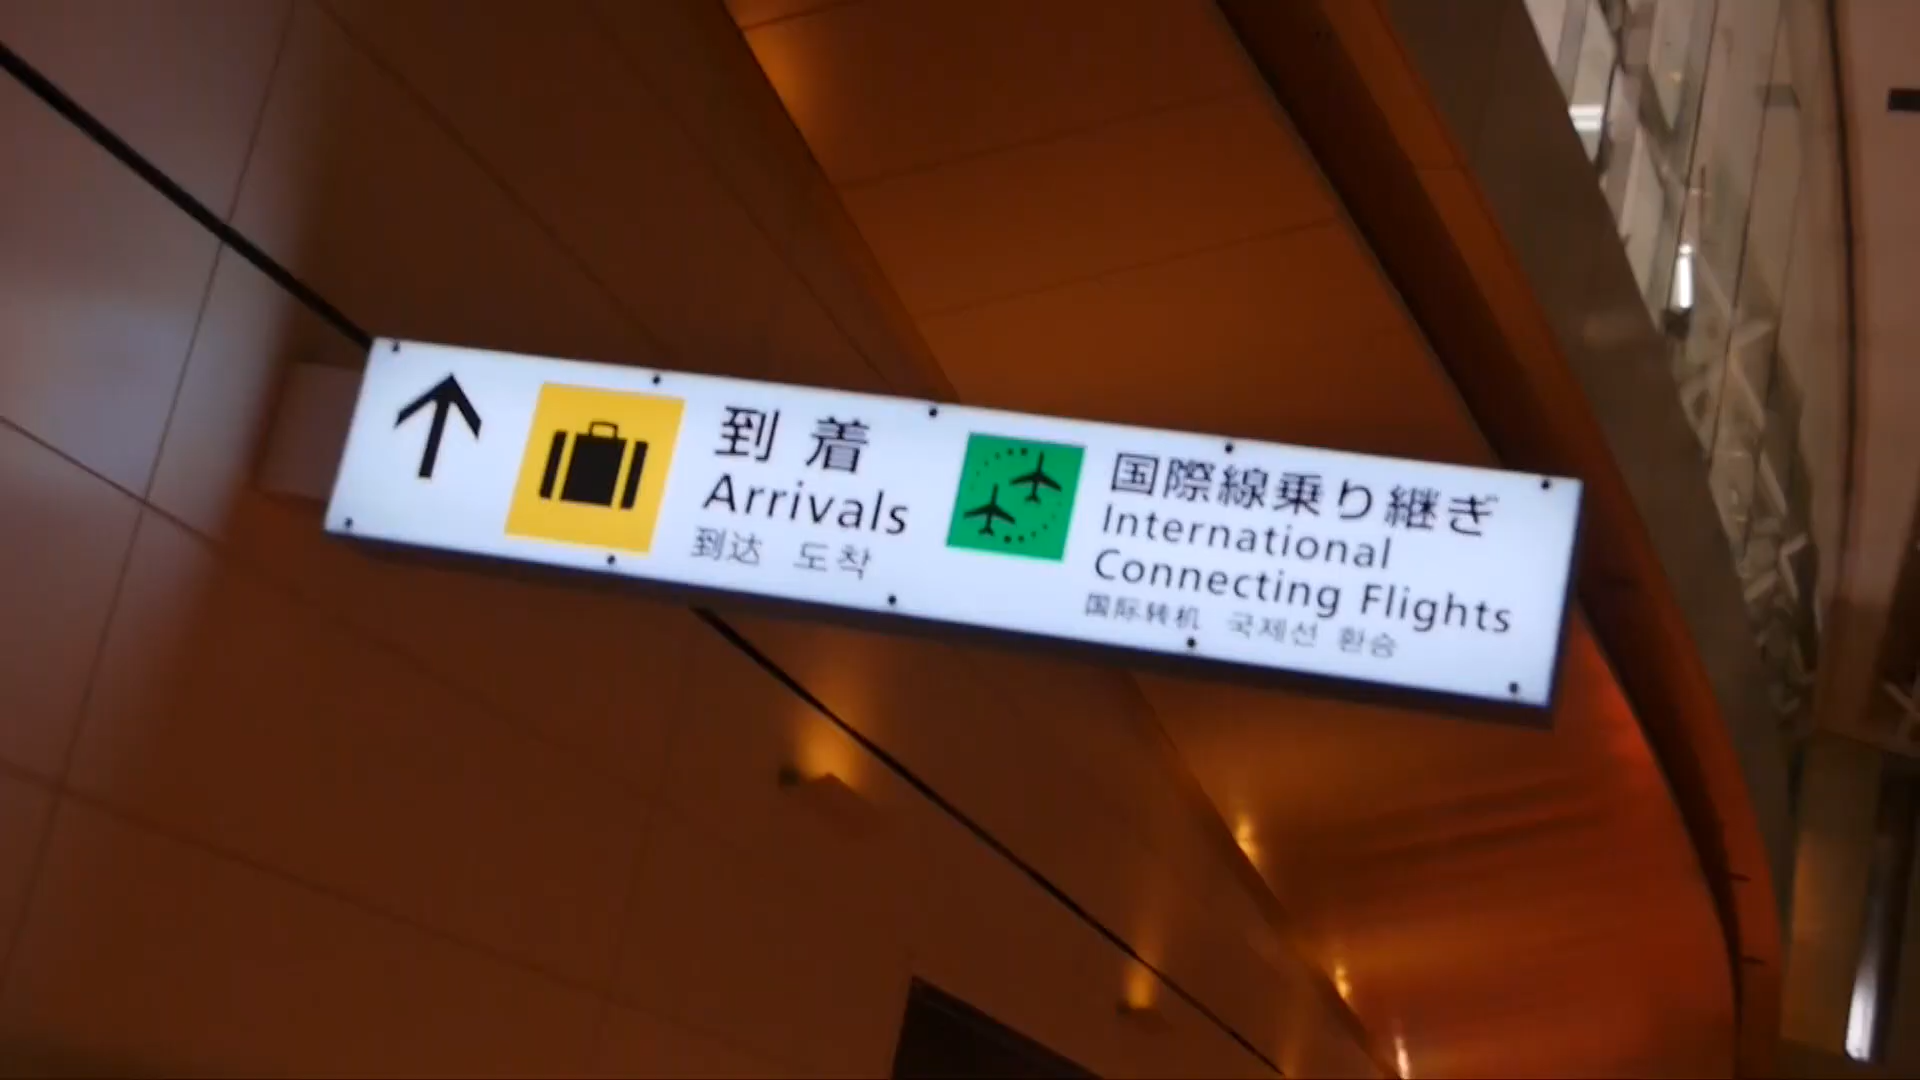 到着
Arrivals
到达 도착
国際線乗り継ぎ
International
Connecting Flights
国际转机 국제선 환승